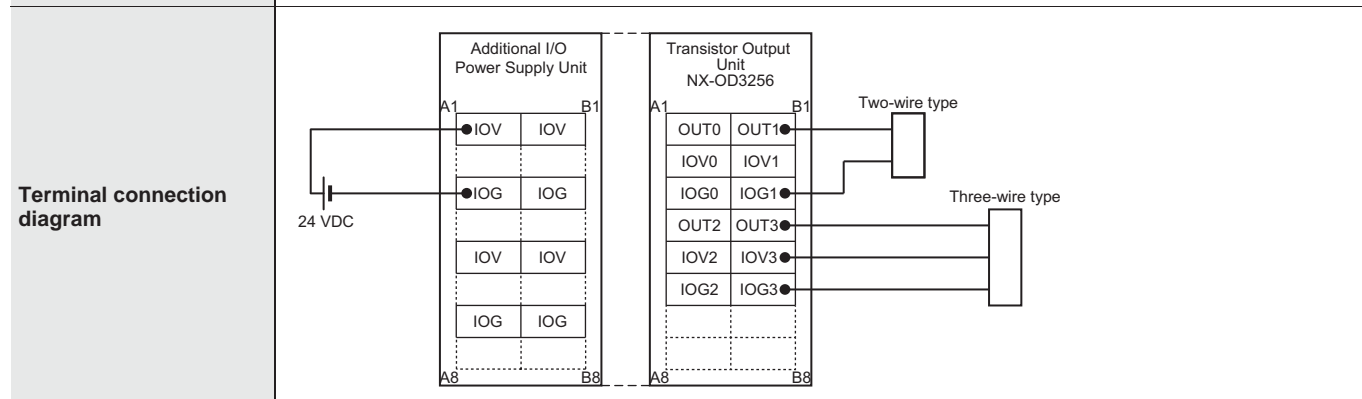 Terminal connection
diagram
Additional I/O
Power Supply Unit
A1 B1
IOV IOV
IOG IOG
IOV IOV
IOG IOG
A8 B8
24 VDC
Transistor Output
Unit
NX-OD3256
A1 B1
OUT0 OUT1
IOV0 IOV1
IOG0 IOG1
OUT2 OUT3
IOV2 IOV3
IOG2 IOG3
A8 B8
Two-wire type
Three-wire type